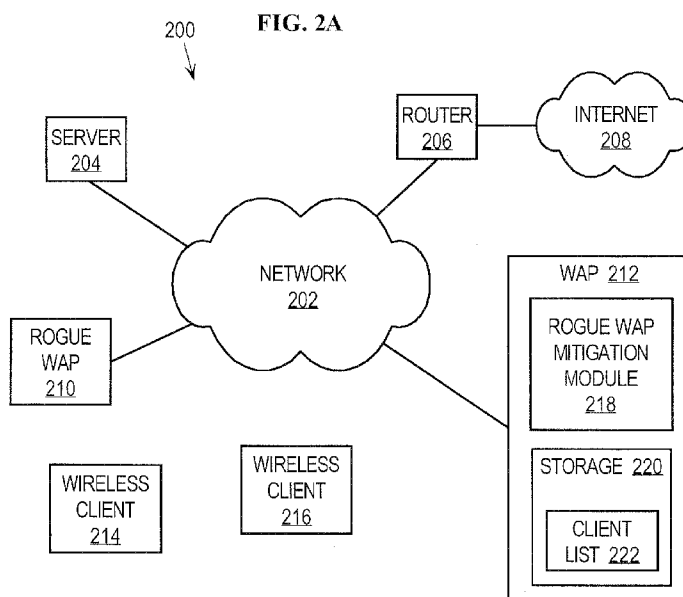 FIG. 2A
200
SERVER
204
ROUTER
206
INTERNET
208
NETWORK
202
ROGUE
WAP
210
WAP 212
ROGUE WAP
MITIGATION
MODULE
218
STORAGE 220
CLIENT
LIST 222
WIRELESS
CLIENT
214
WIRELESS
CLIENT
216